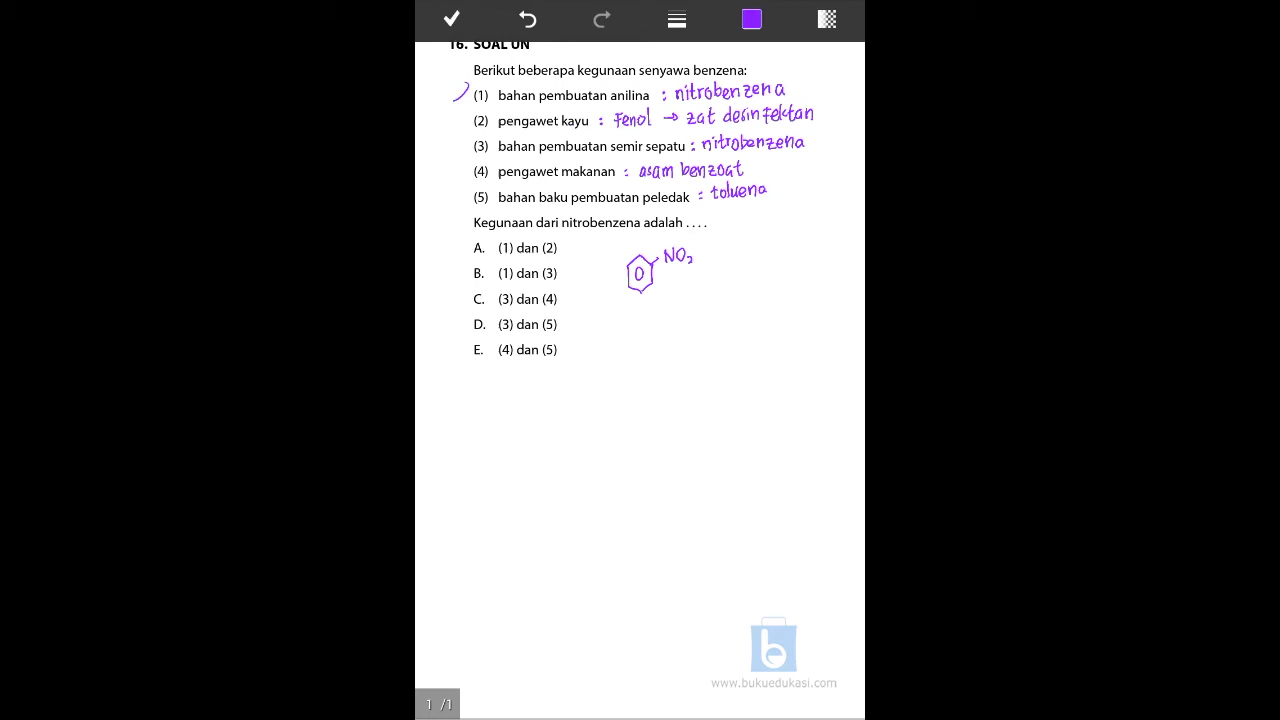 16. SOAL UN
Berikut beberapa kegunaan senyawa benzena:
(1) bahan pembuatan anilina : nitrobenzena
(2) pengawet kayu : Fenol → zat desinfektan
(3) bahan pembuatan semir sepatu : nitrobenzena
(4) pengawet makanan : asam benzoat
(5) bahan baku pembuatan peledak : toluena
Kegunaan dari nitrobenzena adalah . . . .
A. (1) dan (2)
NO2
B. (1) dan (3)
C. (3) dan (4)
D. (3) dan (5)
E. (4) dan (5)
b
www.bukuedukasi.com
1 /1